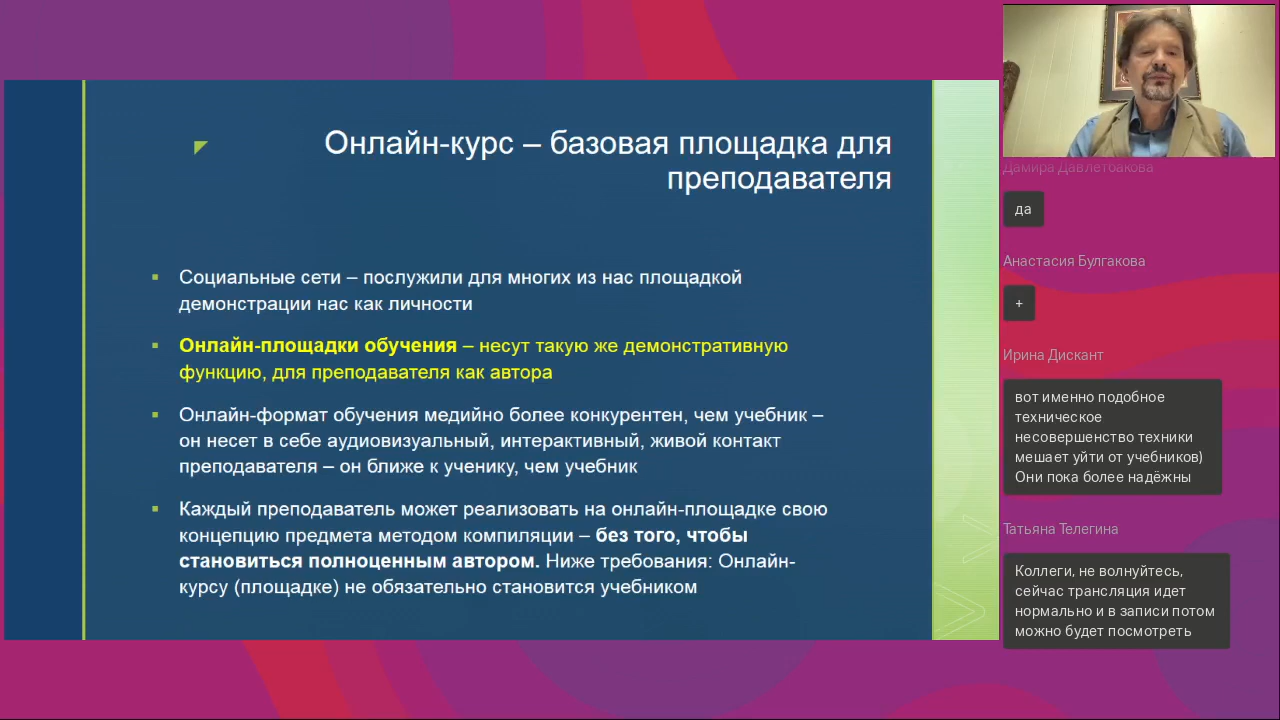 Онлайн-курс – базовая площадка для
преподавателя
Социальные сети – послужили для многих из нас площадкой
демонстрации нас как личности
Онлайн-площадки обучения – несут такую же демонстративную
функцию, для преподавателя как автора
Онлайн-формат обучения медийно более конкурентен, чем учебник –
он несет в себе аудиовизуальный, интерактивный, живой контакт
преподавателя – он ближе к ученику, чем учебник
Каждый преподаватель может реализовать на онлайн-площадке свою
концепцию предмета методом компиляции – без того, чтобы
становиться полноценным автором. Ниже требования: Онлайн-
курсу (площадке) не обязательно становится учебником
Дамира Давлетбакова
да
Анастасия Булгакова
+
Ирина Дискант
вот именно подобное
техническое
несовершенство техники
мешает уйти от учебников)
Они пока более надёжны
Татьяна Телегина
Коллеги, не волнуйтесь,
сейчас трансляция идет
нормально и в записи потом
можно будет посмотреть